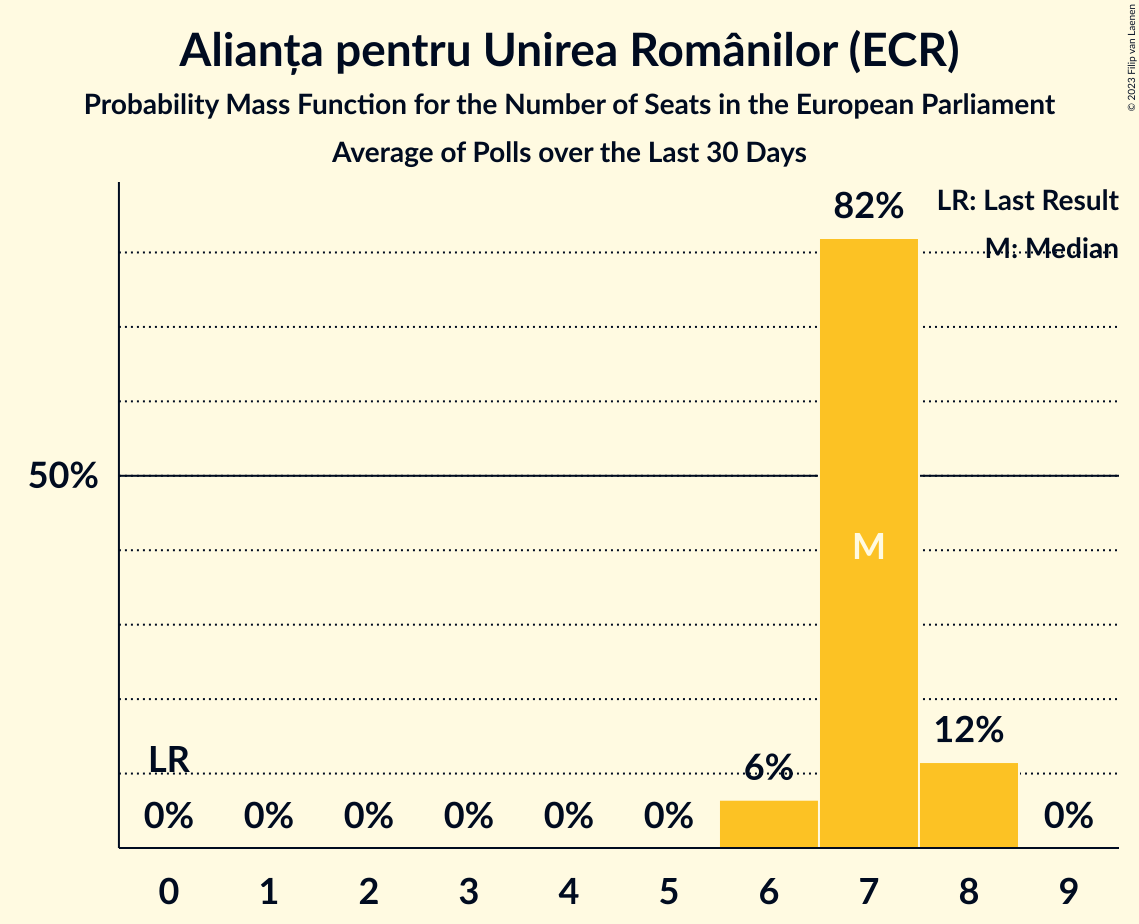 Alianța pentru Unirea Românilor (ECR)
Probability Mass Function for the Number of Seats in the European Parliament
Average of Polls over the Last 30 Days
© 2023 Filip van Laenen
LR: Last Result
M: Median
82%
50%
M
12%
LR
6%
0% 0% 0% 0% 0% 0% 0%
0 1 2 3 4 5 6 7 8 9